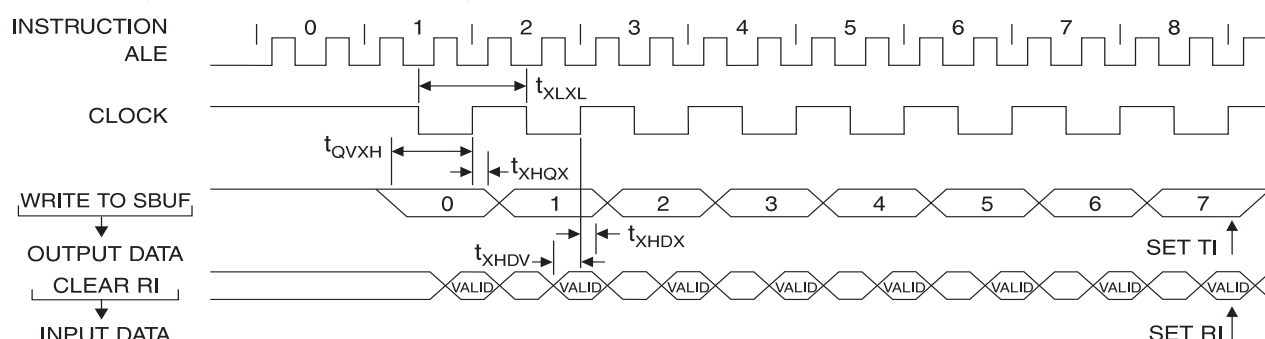 INSTRUCTION 0 1 2 3 4 5 6 7 8
ALE
tXLXL
CLOCK
tQVXH
tXHQX
WRITE TO SBUF 0 1 2 3 4 5 6 7
tXHDX
OUTPUT DATA SET TI
tXHDV
CLEAR RI VALID VALID VALID VALID VALID VALID VALID VALID
INPUT DATA SET RI